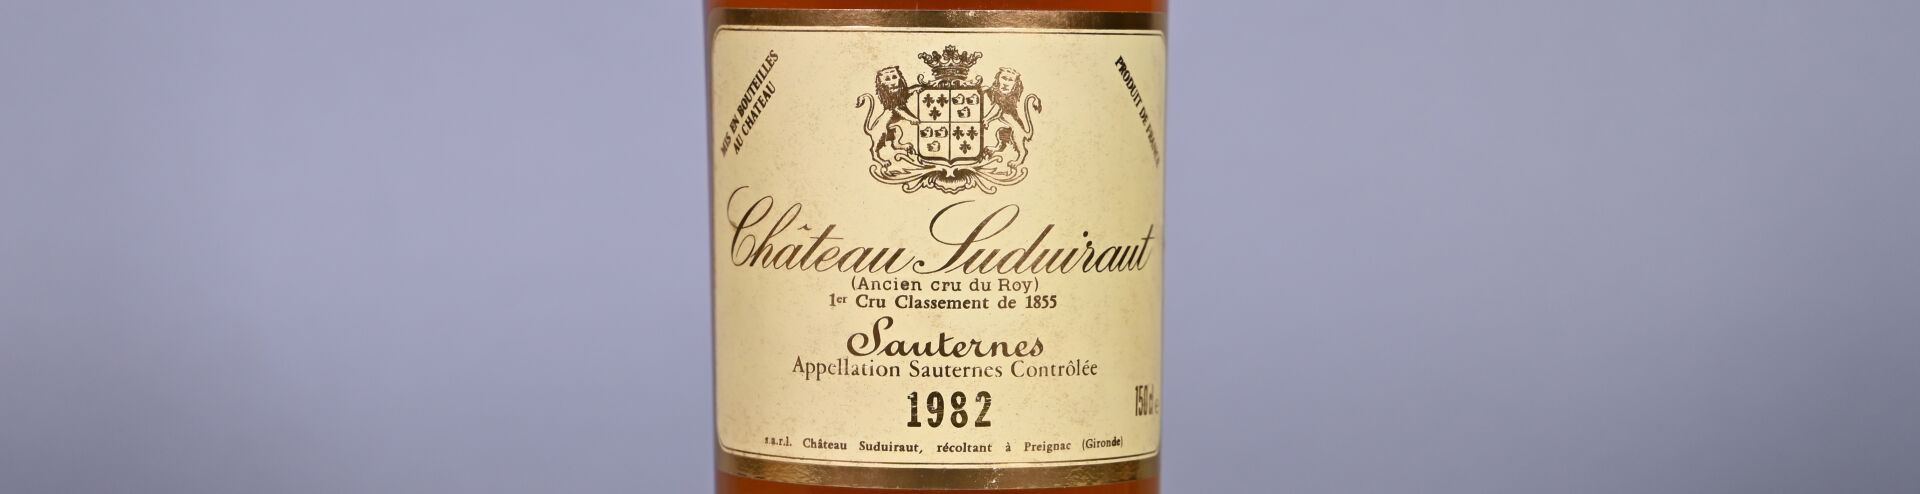 MIS EN BOUTEILLES
AU CHATEAU
PRODUIT DE FRANCE
Château Suduiraut
(Ancien cru du Roy)
1er Cru Classement de 1855
Sauternes
Appellation Sauternes Contrôlée
1982
150 cl e
s.a.r.l. Château Suduiraut, récoltant à Preignac (Gironde)